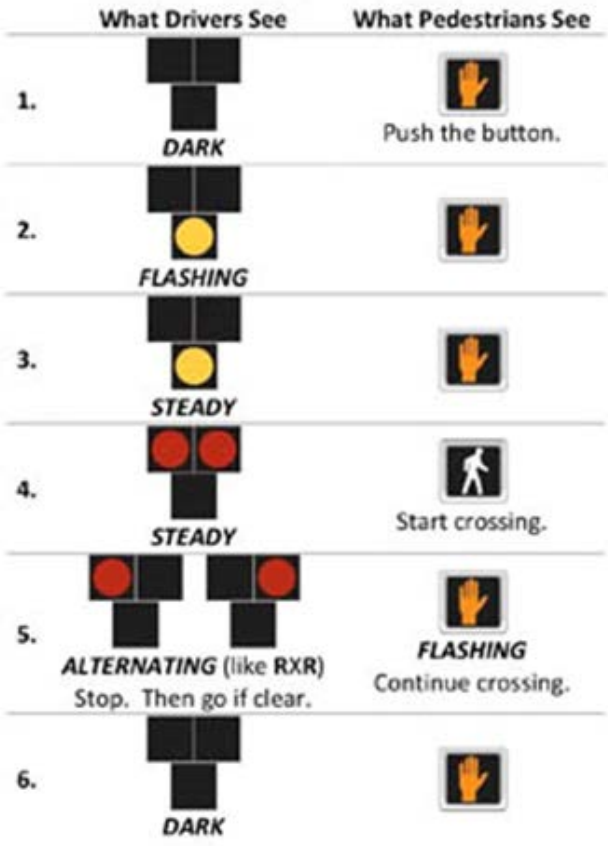 What Drivers See What Pedestrians See
1.
Push the button.
DARK
2.
FLASHING
3.
STEADY
4.
Start crossing.
STEADY
5.
FLASHING
ALTERNATING (like RXR)
Continue crossing.
Stop. Then go if clear.
6.
DARK